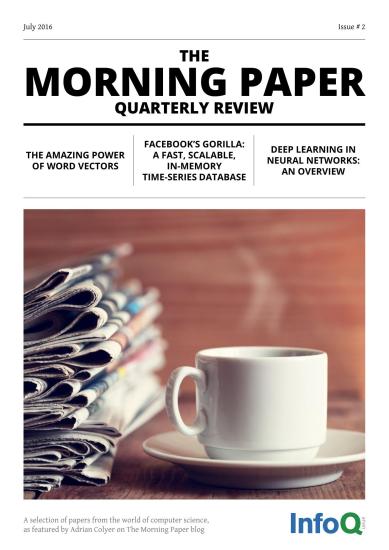 July 2016
Issue # 2
THE
MORNING PAPER
QUARTERLY REVIEW
THE AMAZING POWER
OF WORD VECTORS
FACEBOOK'S GORILLA:
A FAST, SCALABLE,
IN-MEMORY
TIME-SERIES DATABASE
DEEP LEARNING IN
NEURAL NETWORKS:
AN OVERVIEW
A selection of papers from the world of computer science,
as featured by Adrian Colyer on The Morning Paper blog
InfoQ